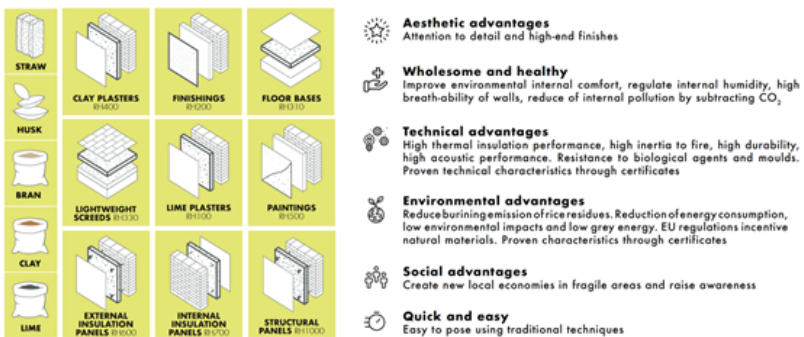 STRAW
HUSK
BRAN
CLAY
LIME
CLAY PLASTERS
RH400
FINISHINGS
RH200
FLOOR BASES
RH310
LIGHTWEIGHT
SCREEDS RH330
LIME PLASTERS
RH100
PAINTINGS
RH500
EXTERNAL
INSULATION
PANELS RH600
INTERNAL
INSULATION
PANELS RH700
STRUCTURAL
PANELS RH1000
Aesthetic advantages
Attention to detail and high-end finishes
Wholesome and healthy
Improve environmental internal comfort, regulate internal humidity, high
breath-ability of walls, reduce of internal pollution by subtracting CO₂
Technical advantages
High thermal insulation performance, high inertia to fire, high durability,
high acoustic performance. Resistance to biological agents and moulds.
Proven technical characteristics through certificates
Environmental advantages
Reduce burining emission of rice residues. Reduction of energy consumption,
low environmental impacts and low grey energy. EU regulations incentive
natural materials. Proven characteristics through certificates
Social advantages
Create new local economies in fragile areas and raise awareness
Quick and easy
Easy to pose using traditional techniques